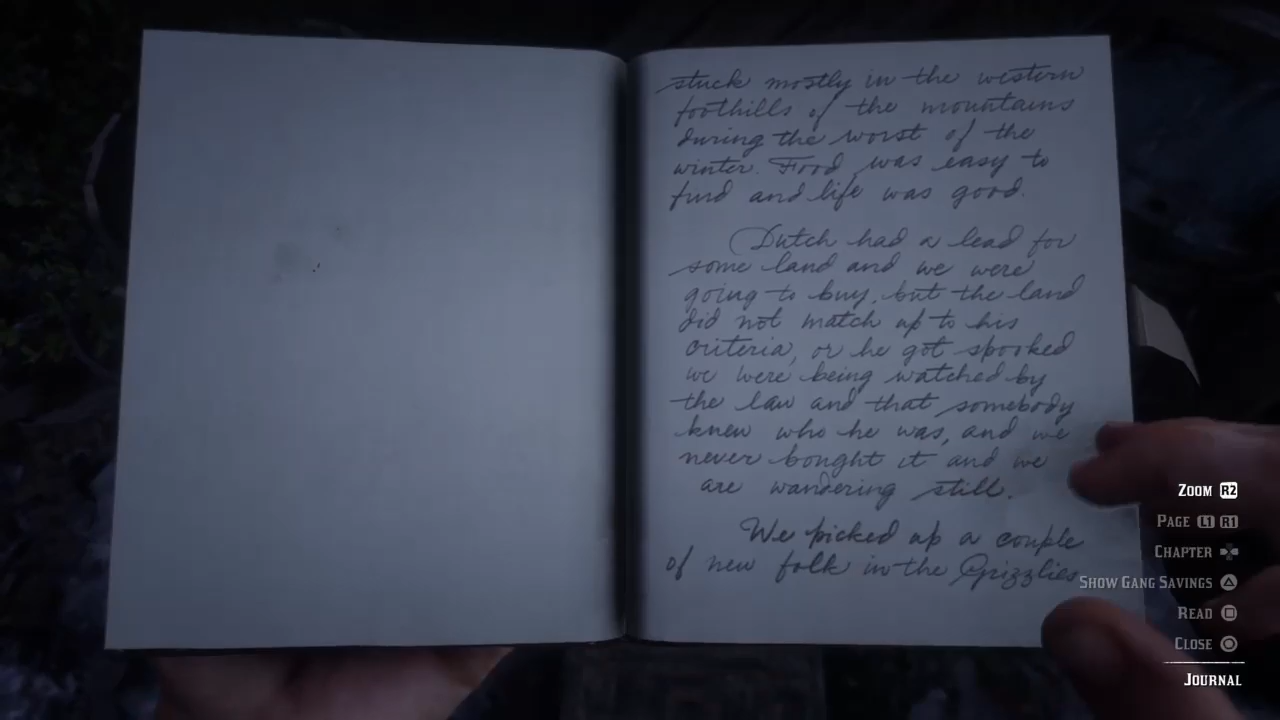 stuck mostly in the western
foothills of the mountains
during the worst of the
winter. Food was easy to
find and life was good.
Dutch had a lead for
some land and we were
going to buy, but the land
did not match up to his
criteria, or he got spooked
we were being watched by
the law and that somebody
knew who he was, and we
never bought it and we
are wandering still.
We picked up a couple
of new folk in the Grizzlies
ZOOM R2
PAGE L1 R1
CHAPTER
SHOW GANG SAVINGS
READ
CLOSE
JOURNAL